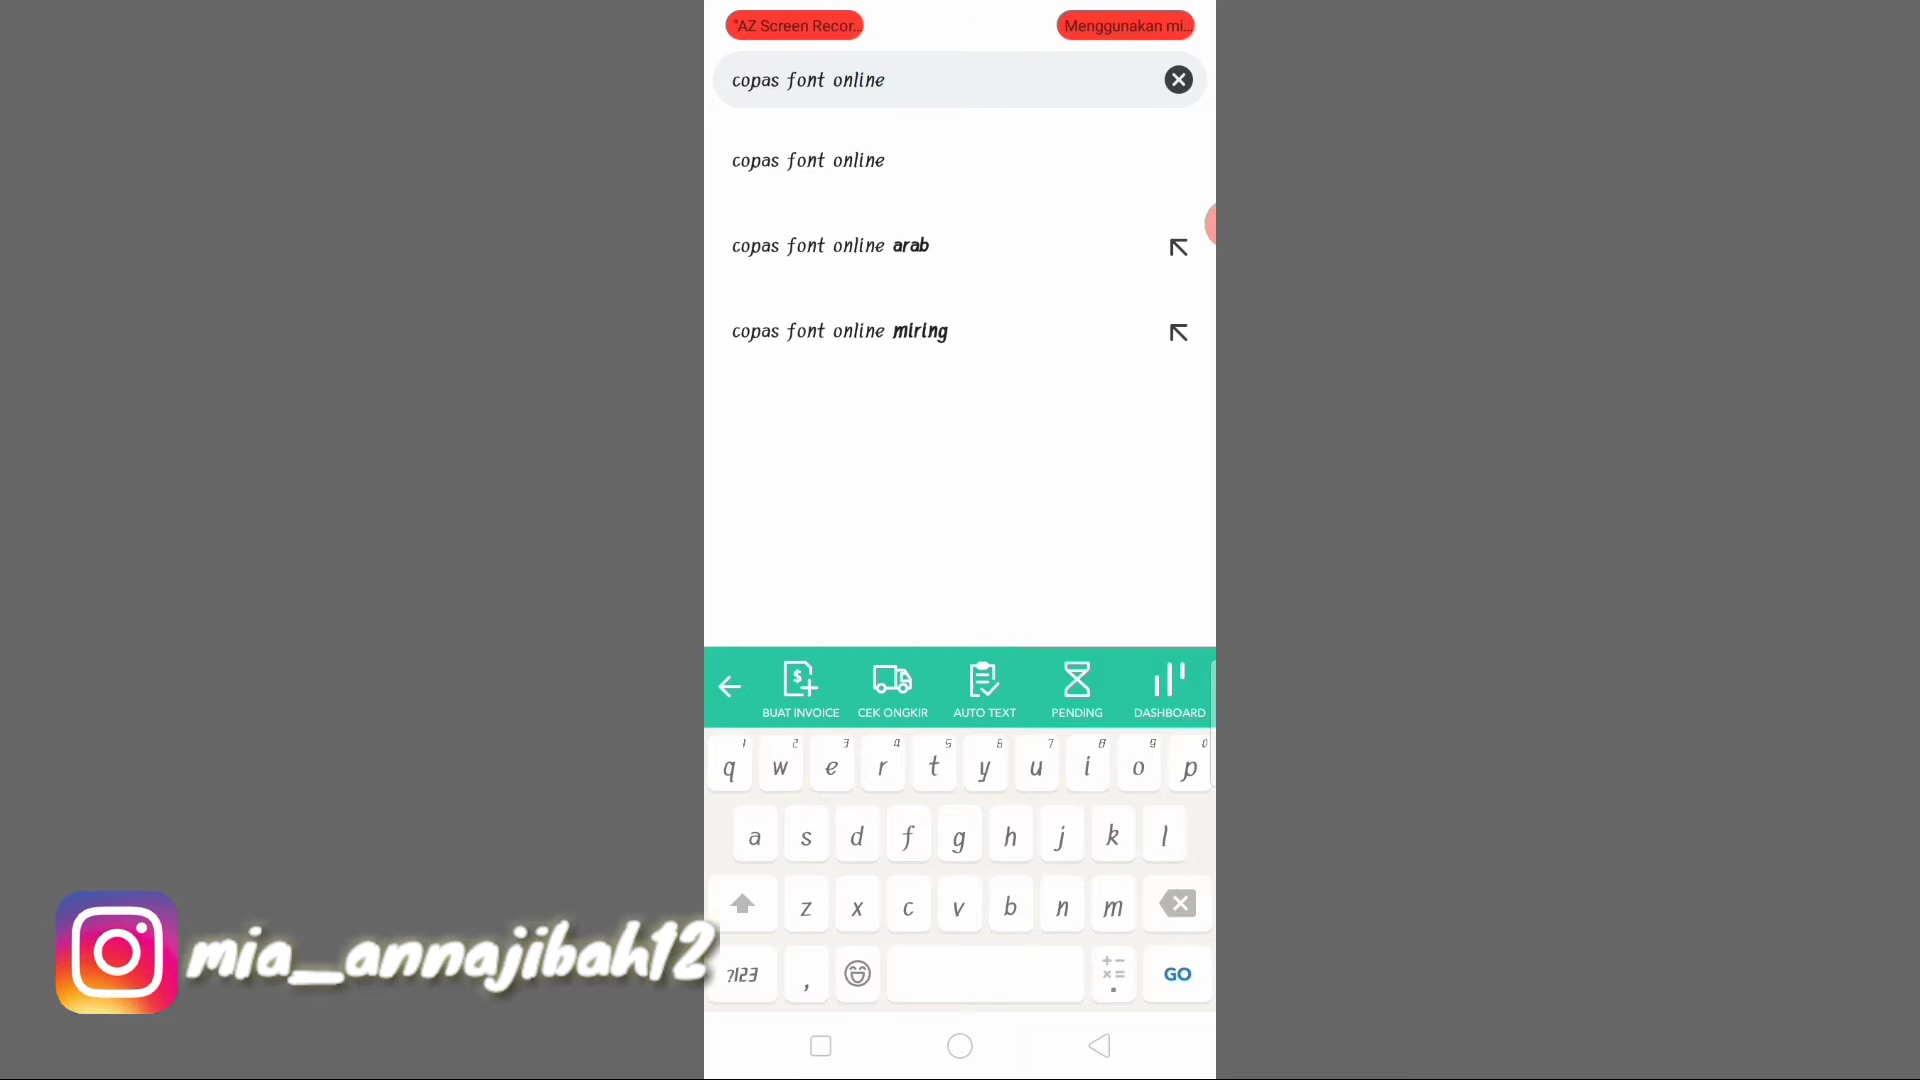 "AZ Screen Recor...
Menggunakan mi...
copas font online
copas font online
copas font online arab
copas font online miring
BUAT INVOICE
CEK ONGKIR
AUTO TEXT
PENDING
DASHBOARD
1 2 3 4 5 6 7 8 9 0
q w e r t y u i o p
a s d f g h j k l
z x c v b n m
?123 , + - × = . GO
mia_annajibah12